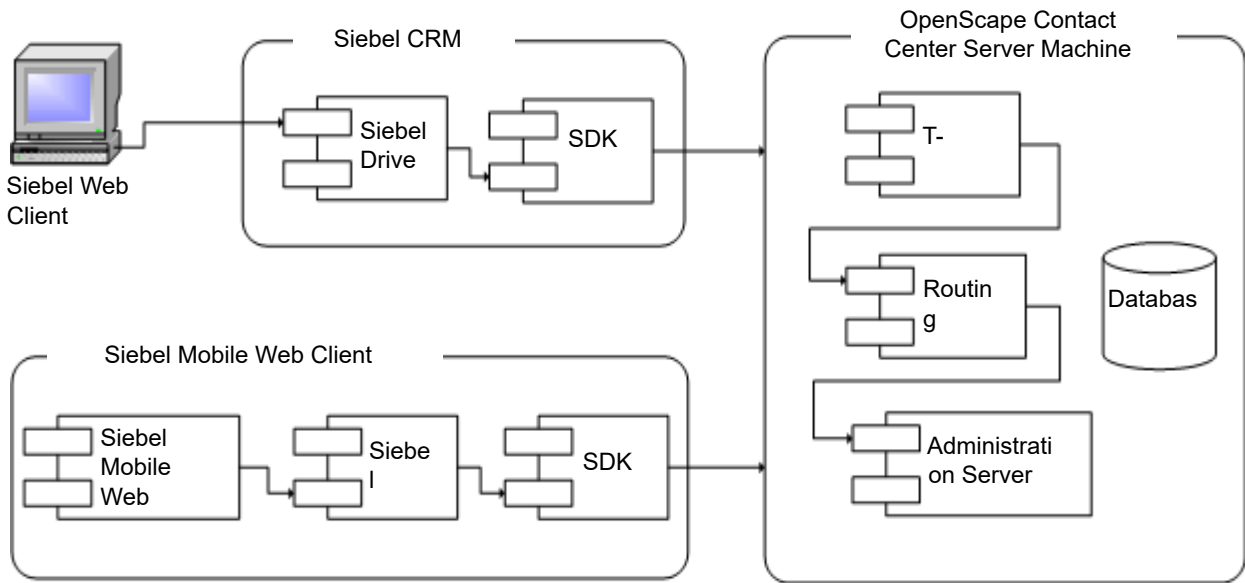 OpenScape Contact
Center Server Machine
Siebel CRM
Siebel
Drive
SDK
T-
Siebel Web
Client
Routin
g
Databas
Siebel Mobile Web Client
Siebel
Mobile
Web
Siebe
l
SDK
Administrati
on Server